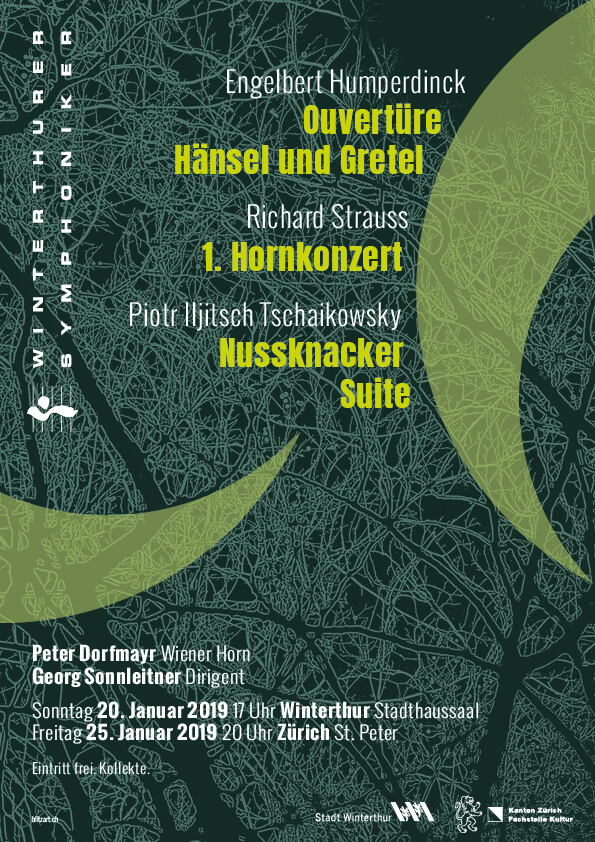 WINTERTHURER
SYMPHONIKER
Engelbert Humperdinck
Ouvertüre
Hänsel und Gretel
Richard Strauss
1. Hornkonzert
Piotr Iljitsch Tschaikowsky
Nussknacker
Suite
Peter Dorfmayr Wiener Horn
Georg Sonnleitner Dirigent
Sonntag 20. Januar 2019 17 Uhr Winterthur Stadthaussaal
Freitag 25. Januar 2019 20 Uhr Zürich St. Peter
Eintritt frei. Kollekte.
blitzart.ch
Stadt Winterthur
Kanton Zürich
Fachstelle Kultur